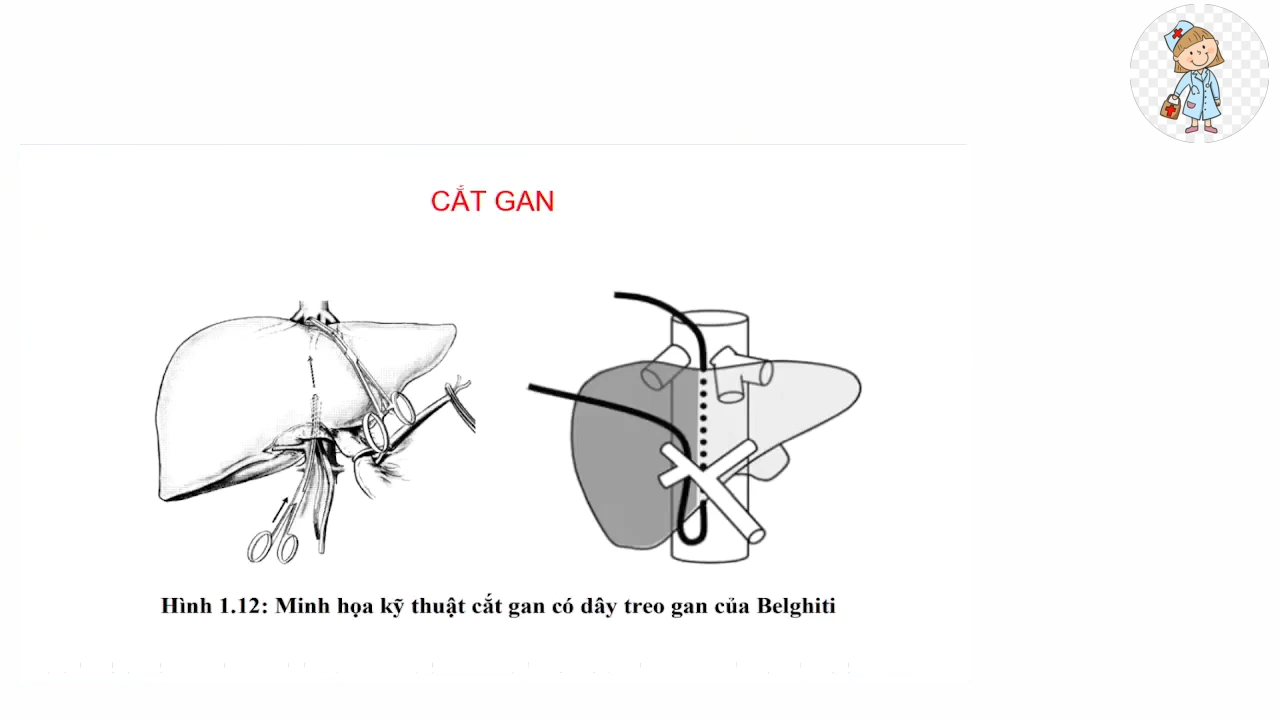 CẮT GAN
Hình 1.12: Minh họa kỹ thuật cắt gan có dây treo gan của Belghiti